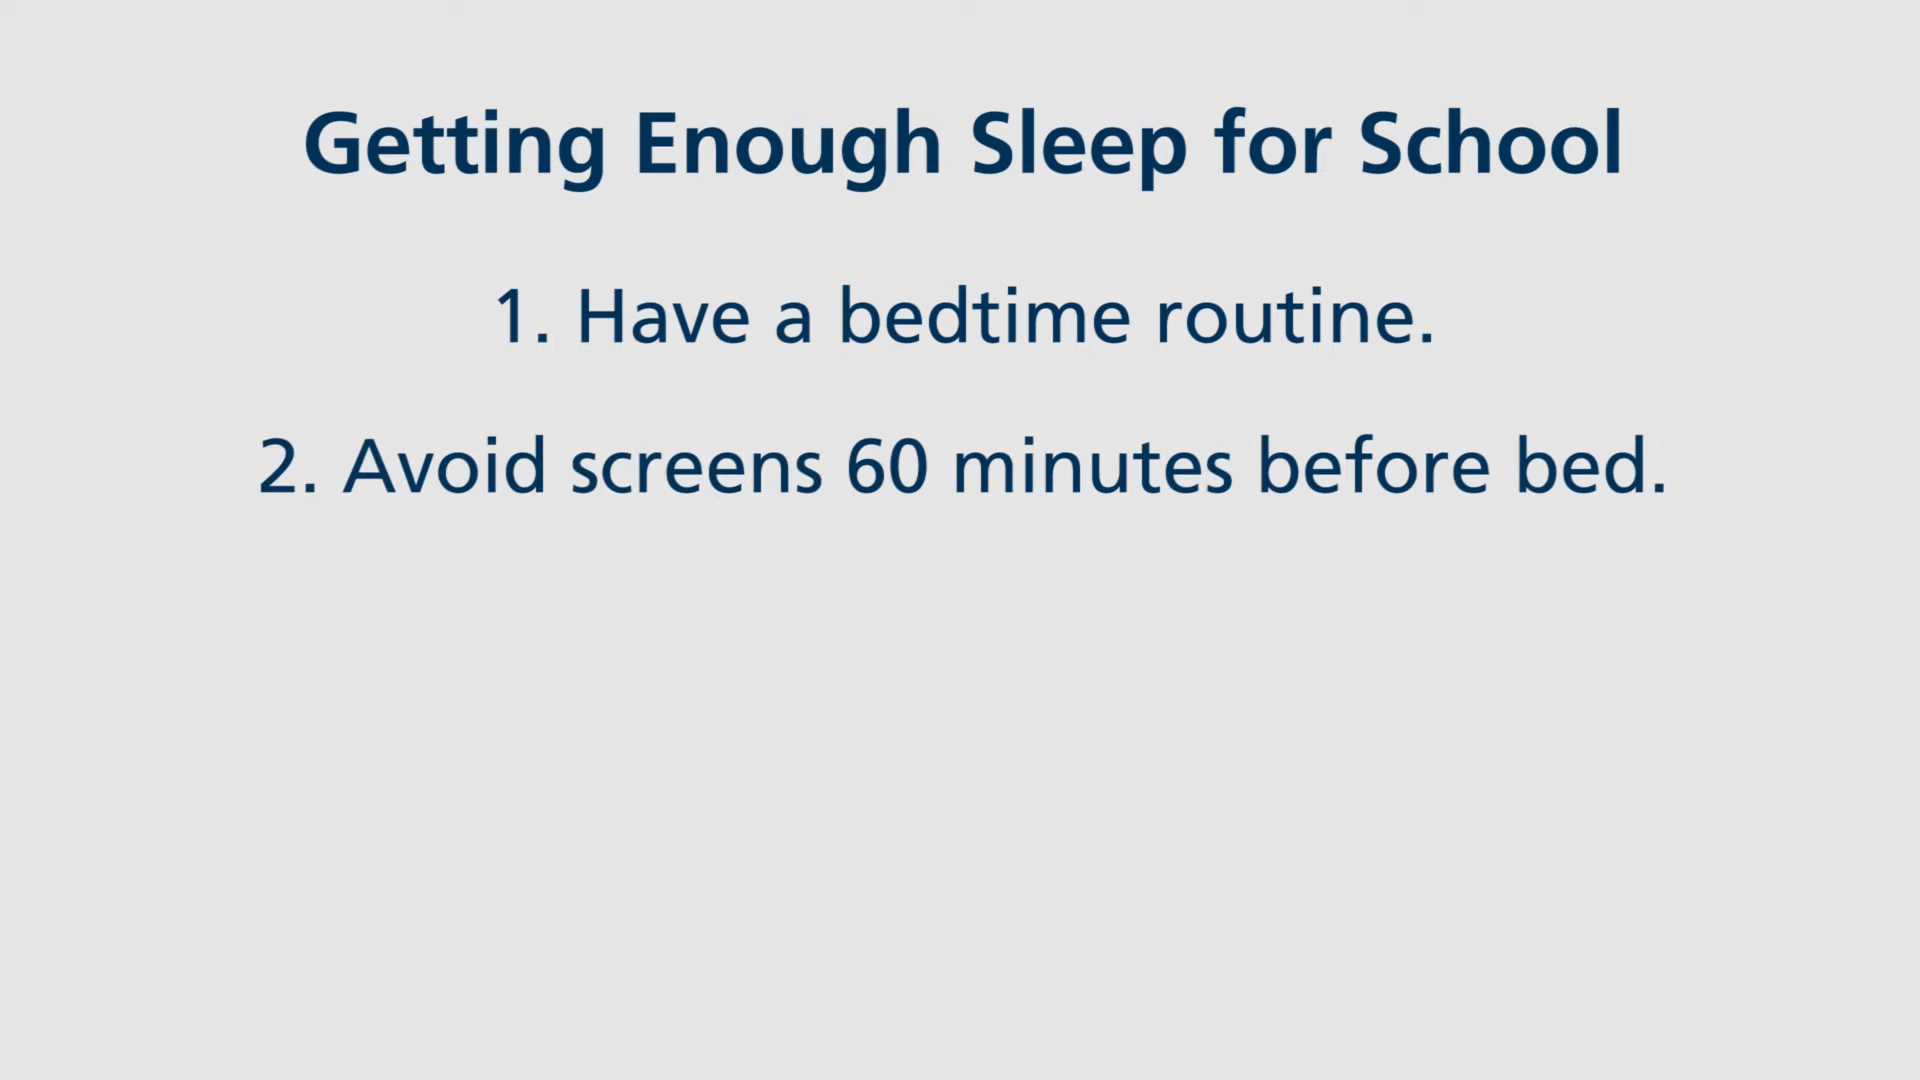 Getting Enough Sleep for School
1. Have a bedtime routine.
2. Avoid screens 60 minutes before bed.